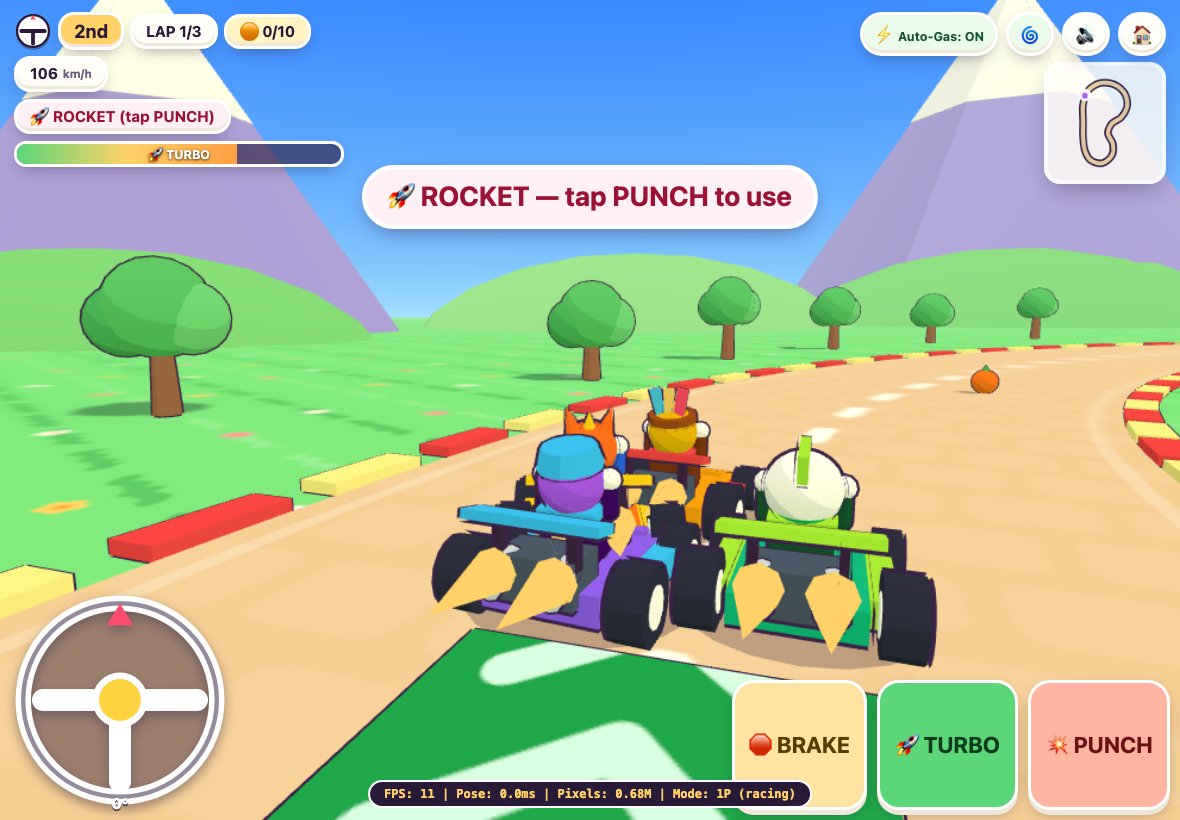 2nd
LAP 1/3
0/10
Auto-Gas: ON
106 km/h
ROCKET (tap PUNCH)
TURBO
ROCKET — tap PUNCH to use
0°
BRAKE
TURBO
PUNCH
FPS: 11 | Pose: 0.0ms | Pixels: 0.68M | Mode: 1P (racing)